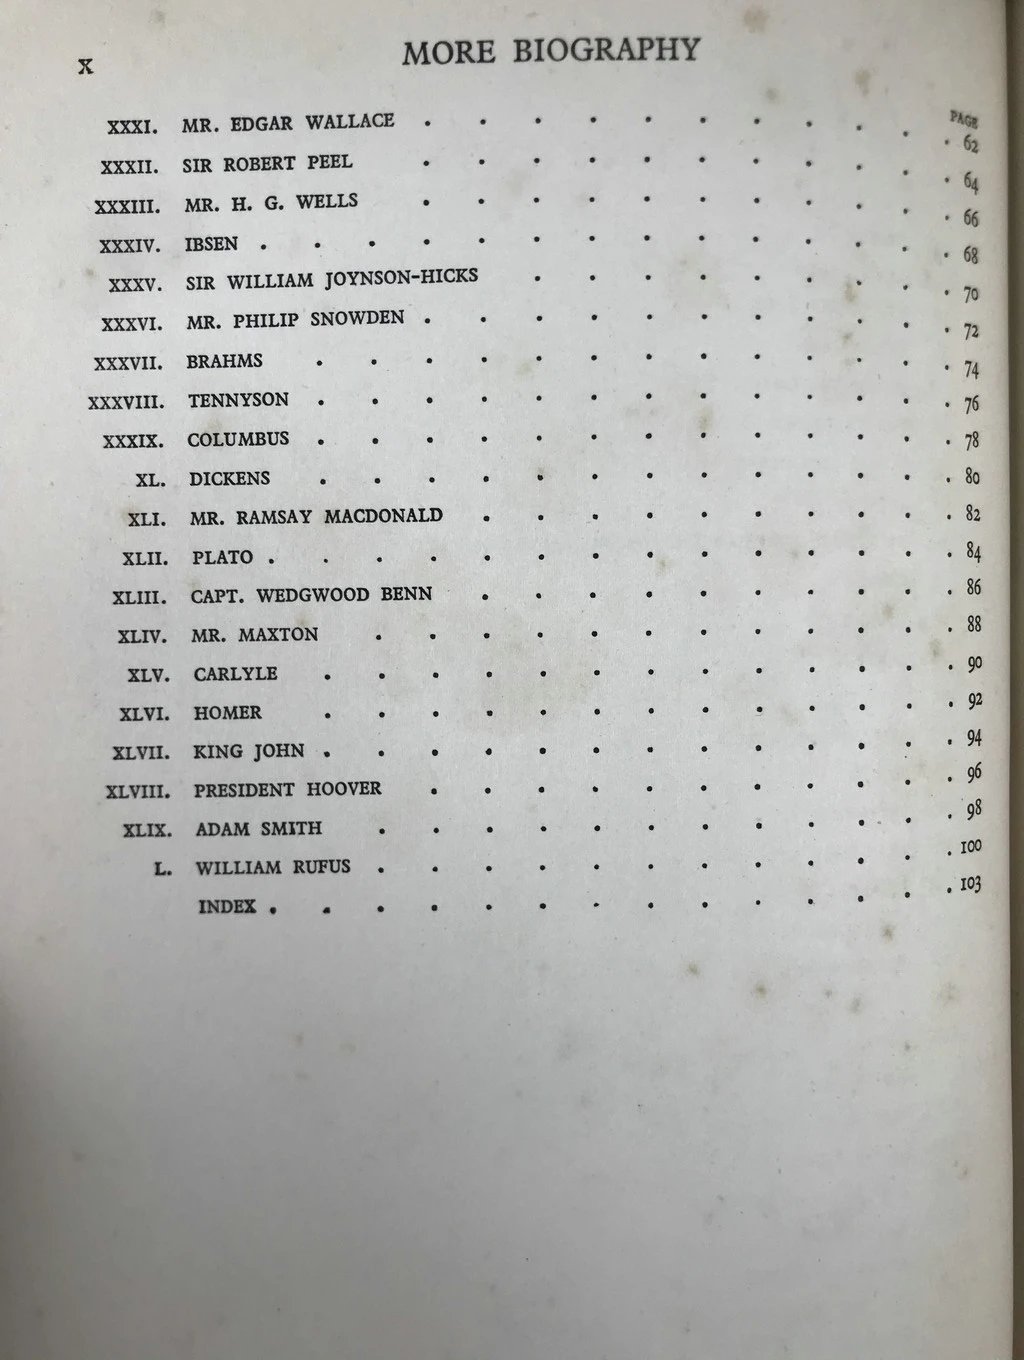 x MORE BIOGRAPHY
PAGE
XXXI. MR. EDGAR WALLACE . . . . . . . . . . . 62
XXXII. SIR ROBERT PEEL . . . . . . . . . . . 64
XXXIII. MR. H. G. WELLS . . . . . . . . . . . 66
XXXIV. IBSEN . . . . . . . . . . . . . . 68
XXXV. SIR WILLIAM JOYNSON-HICKS . . . . . . . . . 70
XXXVI. MR. PHILIP SNOWDEN . . . . . . . . . . . 72
XXXVII. BRAHMS . . . . . . . . . . . . . 74
XXXVIII. TENNYSON . . . . . . . . . . . . . 76
XXXIX. COLUMBUS . . . . . . . . . . . . . 78
XL. DICKENS . . . . . . . . . . . . . 80
XLI. MR. RAMSAY MACDONALD . . . . . . . . . . 82
XLII. PLATO . . . . . . . . . . . . . . 84
XLIII. CAPT. WEDGWOOD BENN . . . . . . . . . . 86
XLIV. MR. MAXTON . . . . . . . . . . . . 88
XLV. CARLYLE . . . . . . . . . . . . . 90
XLVI. HOMER . . . . . . . . . . . . . 92
XLVII. KING JOHN . . . . . . . . . . . . . 94
XLVIII. PRESIDENT HOOVER . . . . . . . . . . . 96
XLIX. ADAM SMITH . . . . . . . . . . . . 98
L. WILLIAM RUFUS . . . . . . . . . . . . 100
INDEX . . . . . . . . . . . . . . 103